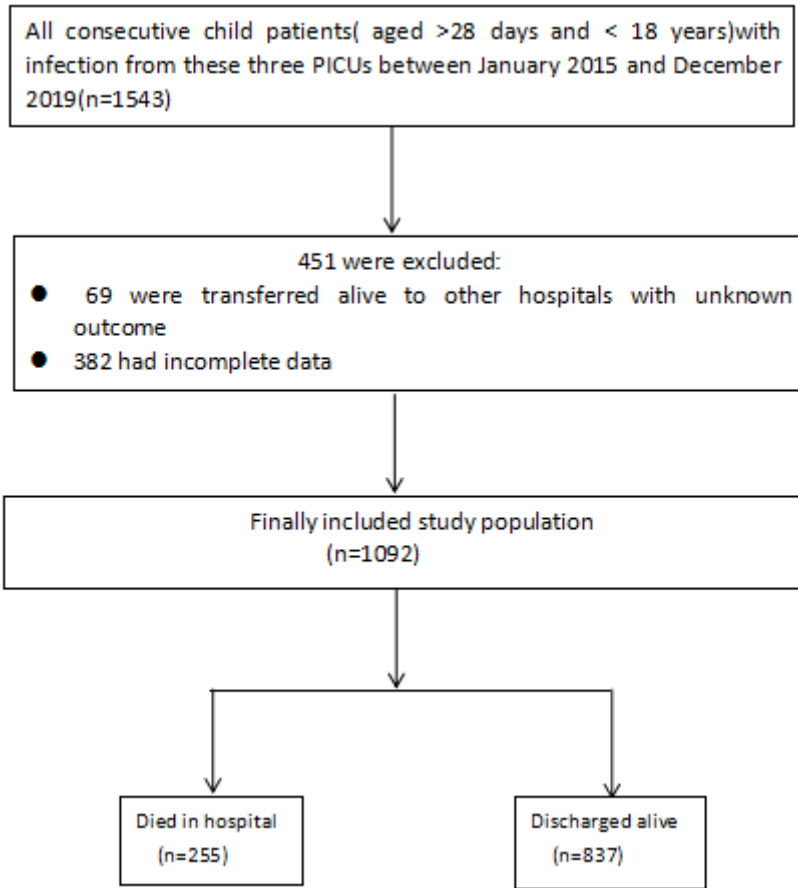 All consecutive child patients( aged >28 days and < 18 years)with
infection from these three PICUs between January 2015 and December
2019(n=1543)
451 were excluded:
● 69 were transferred alive to other hospitals with unknown
outcome
● 382 had incomplete data
Finally included study population
(n=1092)
Died in hospital
(n=255)
Discharged alive
(n=837)